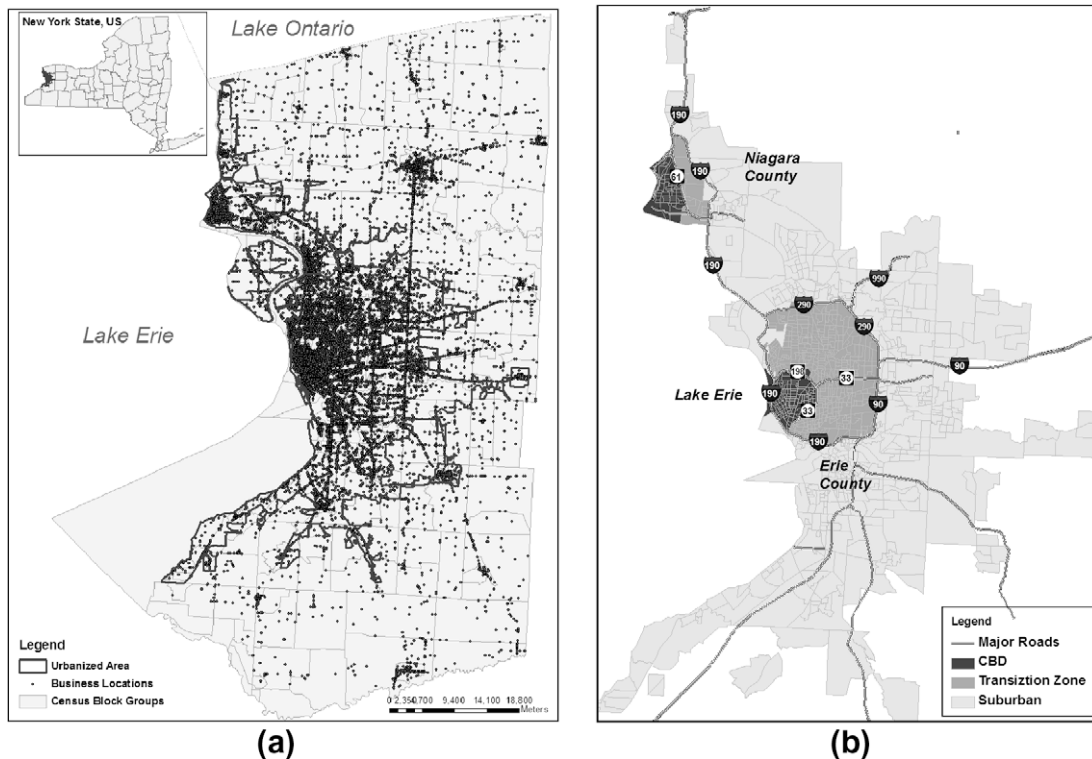 New York State, US
Lake Ontario
Lake Erie
Legend
Urbanized Area
Business Locations
Census Block Groups
0 2,350 4,700 9,400 14,100 18,800
Meters
(a)
190
Niagara
County
61
190
190
990
290
290
Lake Erie
198
33
90
190
33
90
190
Erie
County
Legend
Major Roads
CBD
Transiztion Zone
Suburban
(b)